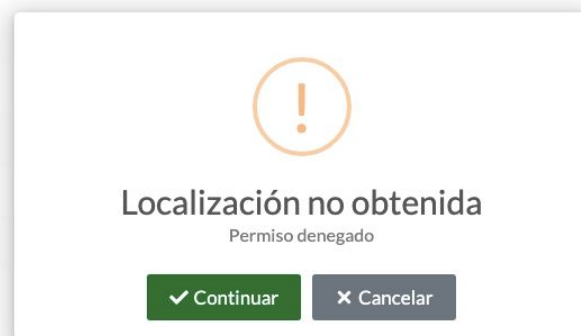 Localización no obtenida
Permiso denegado
Continuar
Cancelar